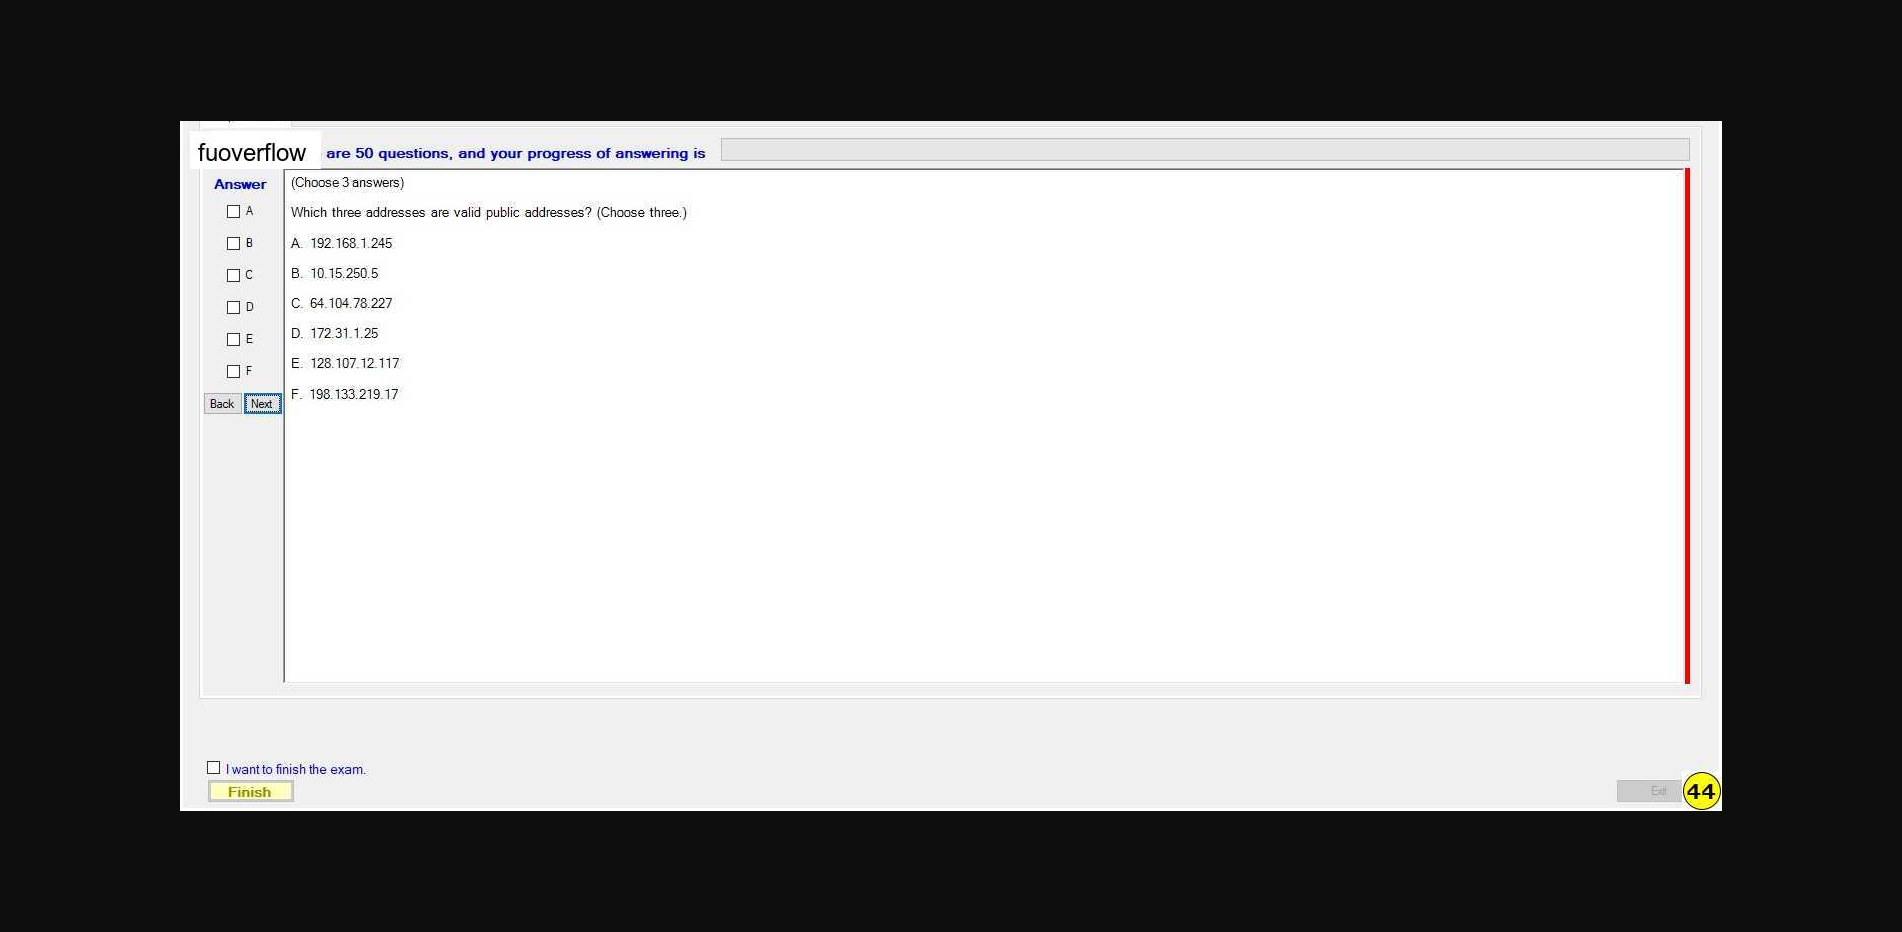 fuoverflow are 50 questions, and your progress of answering is
Answer
(Choose 3 answers)
A
Which three addresses are valid public addresses? (Choose three.)
B
A. 192.168.1.245
C
B. 10.15.250.5
D
C. 64.104.78.227
E
D. 172.31.1.25
F
E. 128.107.12.117
Back Next
F. 198.133.219.17
I want to finish the exam.
Finish
Exit
44